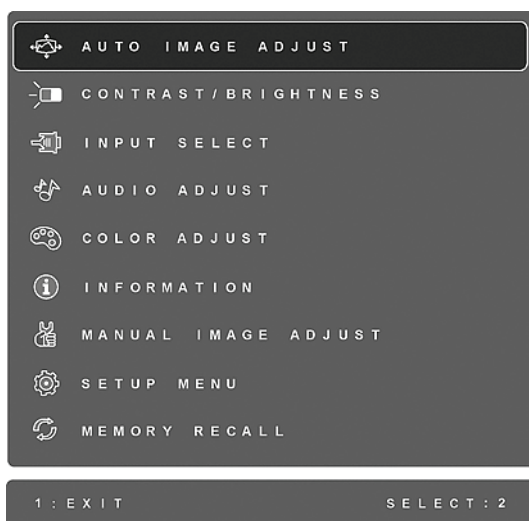 AUTO IMAGE ADJUST
CONTRAST/BRIGHTNESS
INPUT SELECT
AUDIO ADJUST
COLOR ADJUST
INFORMATION
MANUAL IMAGE ADJUST
SETUP MENU
MEMORY RECALL
1:EXIT SELECT:2